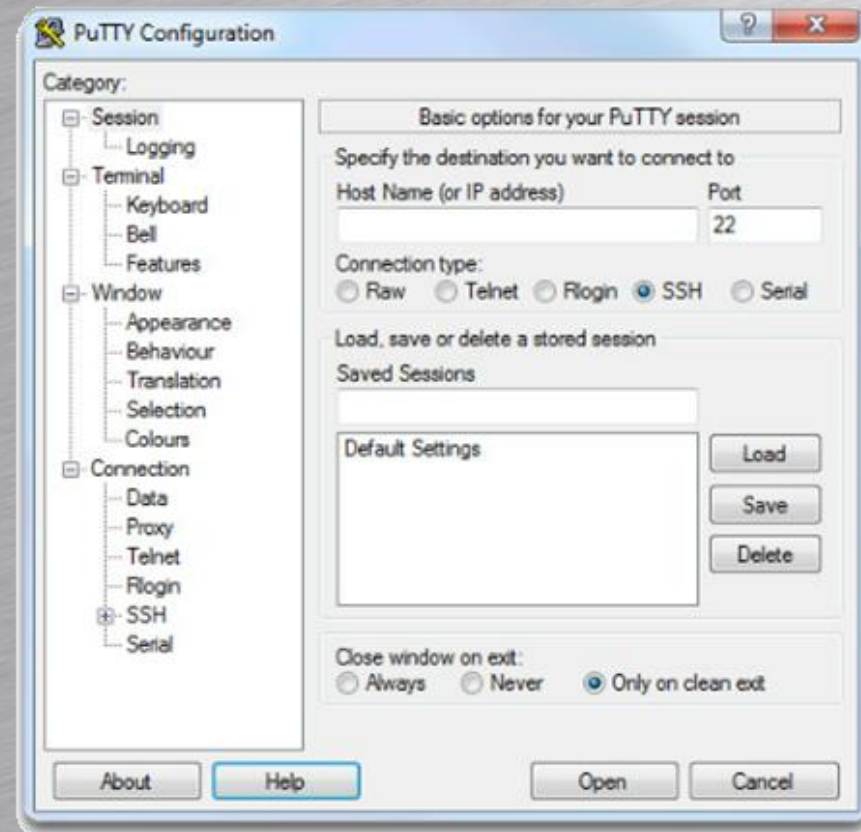 PuTTY Configuration
Category:
Session
Logging
Terminal
Keyboard
Bell
Features
Window
Appearance
Behaviour
Translation
Selection
Colours
Connection
Data
Proxy
Telnet
Rlogin
SSH
Serial
Basic options for your PuTTY session
Specify the destination you want to connect to
Host Name (or IP address) Port
22
Connection type:
Raw Telnet Rlogin SSH Serial
Load, save or delete a stored session
Saved Sessions
Default Settings
Load
Save
Delete
Close window on exit:
Always Never Only on clean exit
About Help Open Cancel